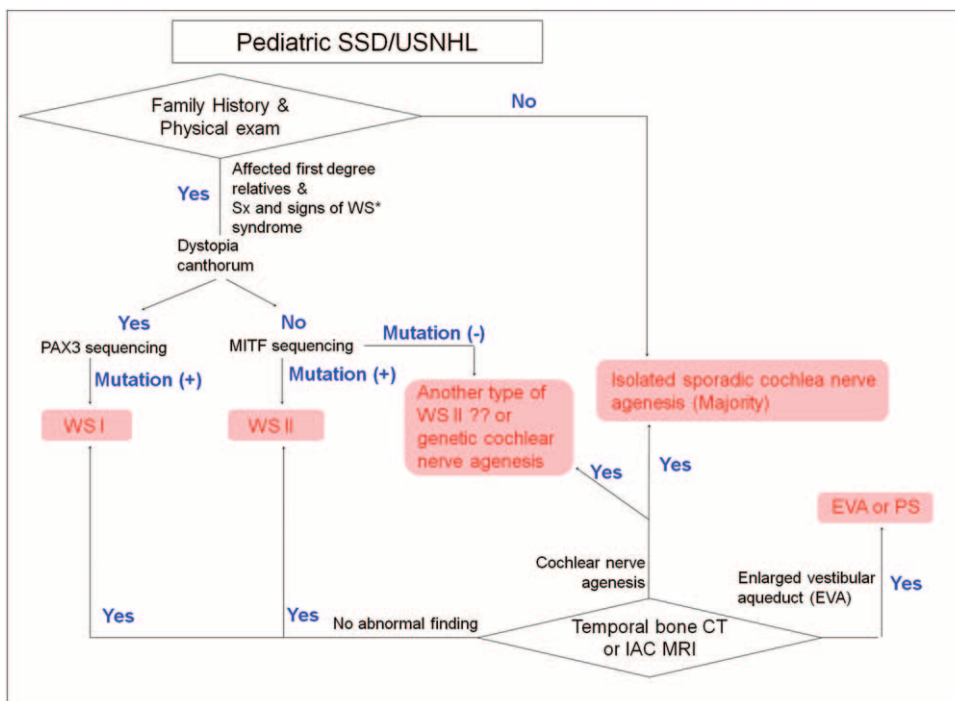 Pediatric SSD/USNHL
Family History &
Physical exam
No
Yes
Affected first degree
relatives &
Sx and signs of WS*
syndrome
Dystopia
canthorum
Yes
No
PAX3 sequencing
MITF sequencing
Mutation (-)
Mutation (+)
Mutation (+)
WS I
WS II
Another type of
WS II ?? or
genetic cochlear
nerve agenesis
Isolated sporadic cochlea nerve
agenesis (Majority)
Yes
Yes
EVA or PS
Cochlear nerve
agenesis
Enlarged vestibular
aqueduct (EVA)
Yes
Yes
Yes
No abnormal finding
Temporal bone CT
or IAC MRI